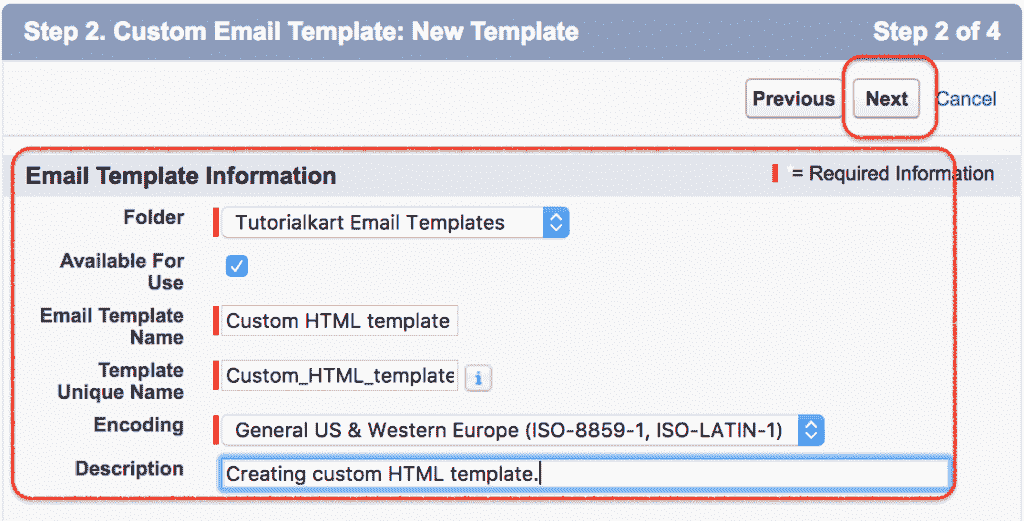 Step 2. Custom Email Template: New Template Step 2 of 4
Previous Next Cancel
Email Template Information = Required Information
Folder Tutorialkart Email Templates
Available For
Use
Email Template
Name Custom HTML template
Template
Unique Name Custom_HTML_template
Encoding General US & Western Europe (ISO-8859-1, ISO-LATIN-1)
Description Creating custom HTML template.